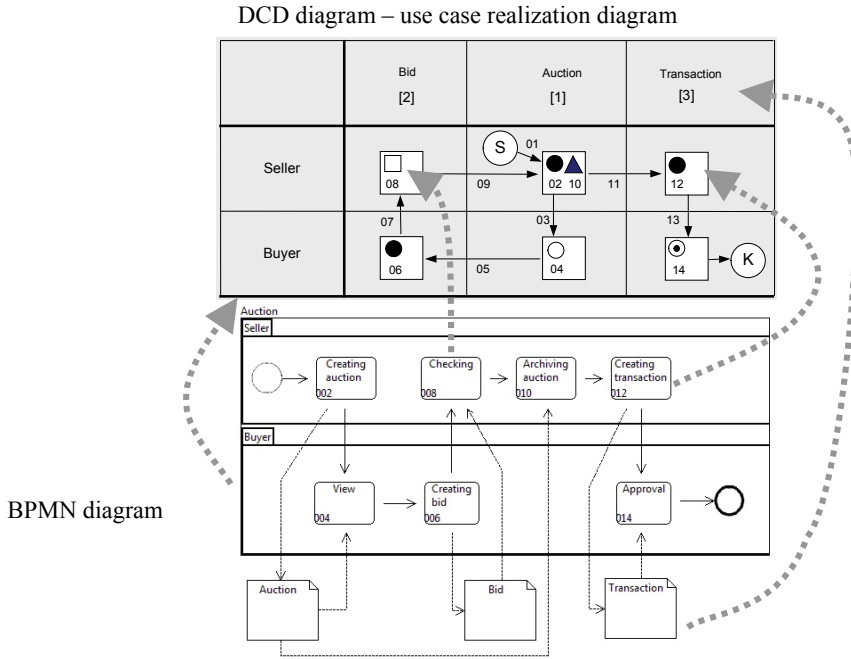 DCD diagram – use case realization diagram
Bid Auction Transaction
[2] [1] [3]
Seller
S 01
08 09 02 10 11 12
07 03 13
Buyer
06 05 04 14 K
Auction
Seller
Creating auction
002
Checking
008
Archiving auction
010
Creating transaction
012
Buyer
View
004
Creating bid
006
Approval
014
BPMN diagram
Auction Bid Transaction